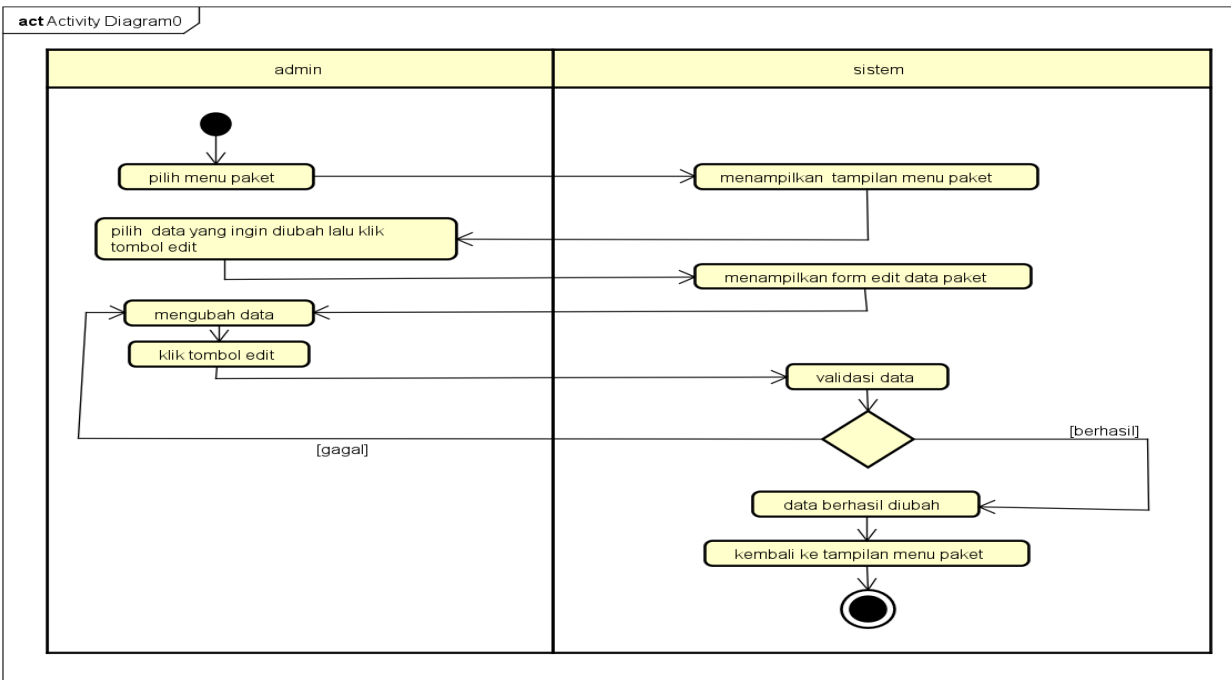 act Activity Diagram0
admin
sistem
pilih menu paket
menampilkan tampilan menu paket
pilih data yang ingin diubah lalu klik
tombol edit
menampilkan form edit data paket
mengubah data
klik tombol edit
validasi data
[gagal]
[berhasil]
data berhasil diubah
kembali ke tampilan menu paket